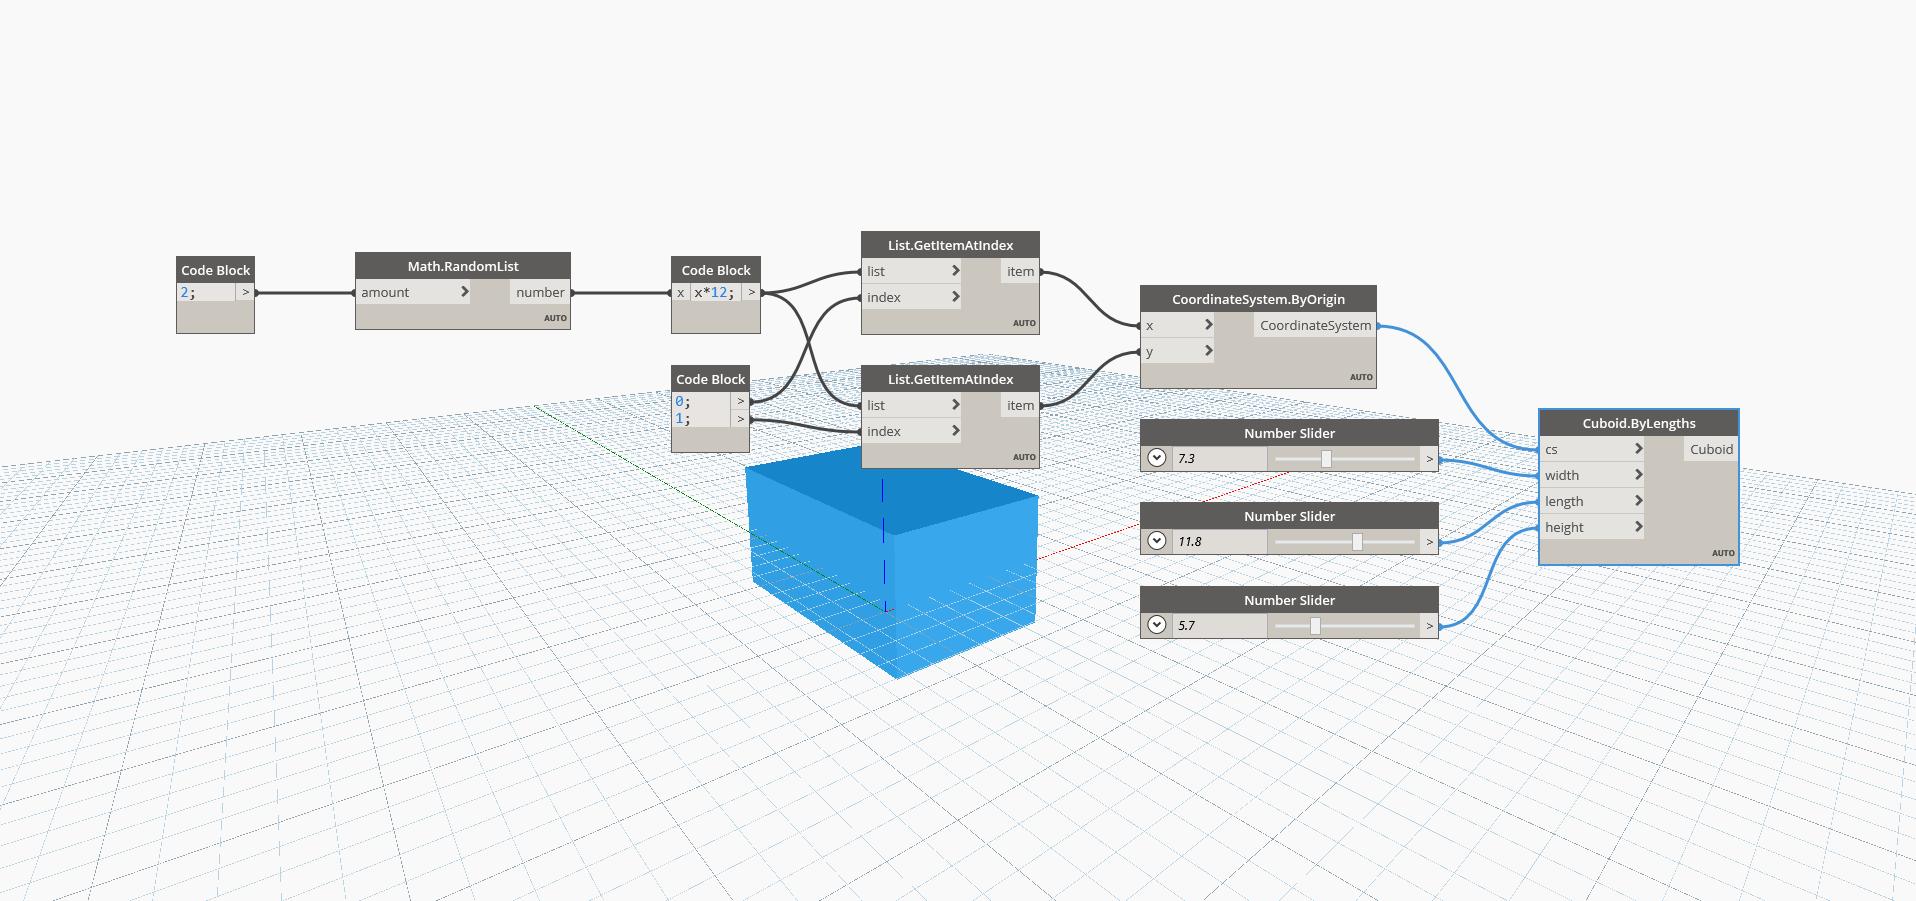 Code Block
2;
>
Math.RandomList
amount
number
AUTO
Code Block
x
x*12;
>
Code Block
0;
>
1;
>
List.GetItemAtIndex
list
item
index
AUTO
List.GetItemAtIndex
list
item
index
AUTO
CoordinateSystem.ByOrigin
x
CoordinateSystem
y
AUTO
Number Slider
7.3
>
Number Slider
11.8
>
Number Slider
5.7
>
Cuboid.ByLengths
cs
Cuboid
width
length
height
AUTO